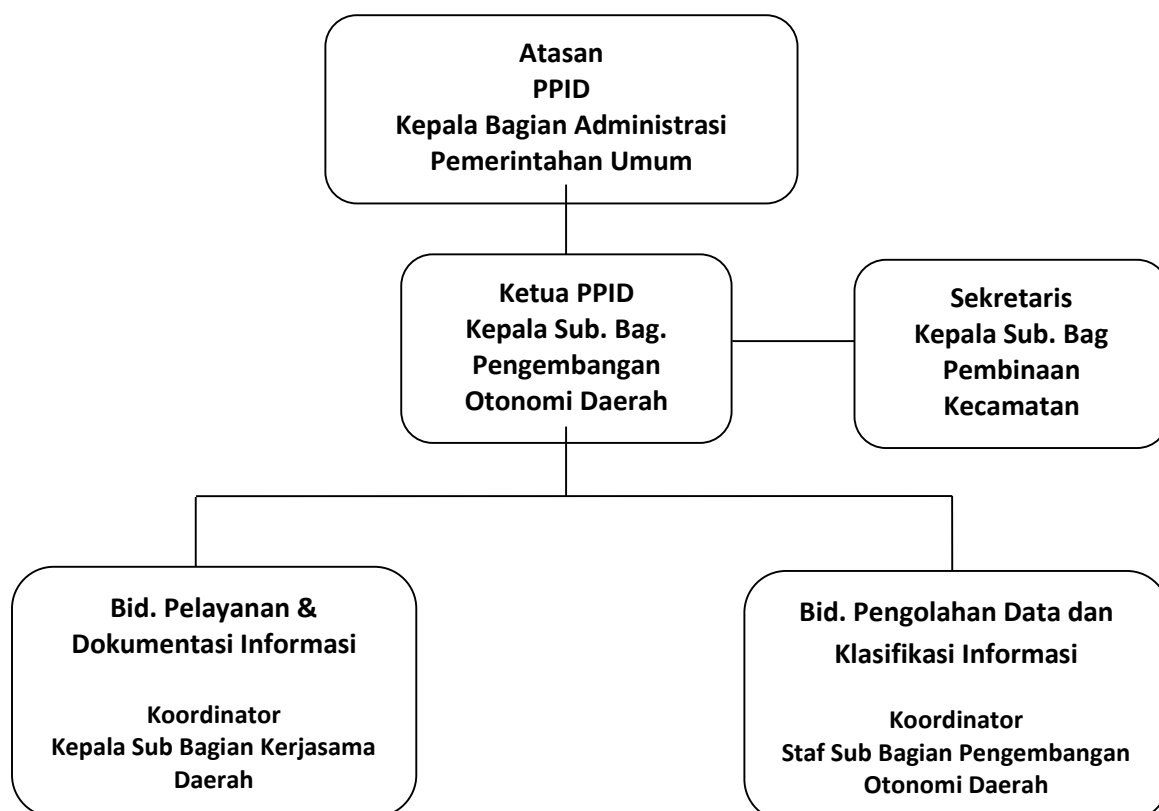 Atasan
PPID
Kepala Bagian Administrasi
Pemerintahan Umum
Ketua PPID
Kepala Sub. Bag.
Pengembangan
Otonomi Daerah
Sekretaris
Kepala Sub. Bag
Pembinaan
Kecamatan
Bid. Pelayanan &
Dokumentasi Informasi
Koordinator
Kepala Sub Bagian Kerjasama
Daerah
Bid. Pengolahan Data dan
Klasifikasi Informasi
Koordinator
Staf Sub Bagian Pengembangan
Otonomi Daerah